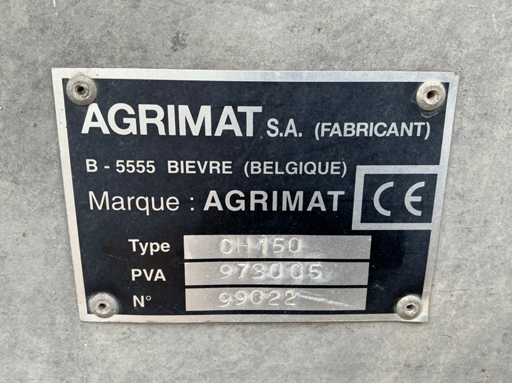 AGRIMAT S.A. (FABRICANT)
B - 5555 BIEVRE (BELGIQUE)
Marque : AGRIMAT CE
Type CH150
PVA 973005
N° 99022